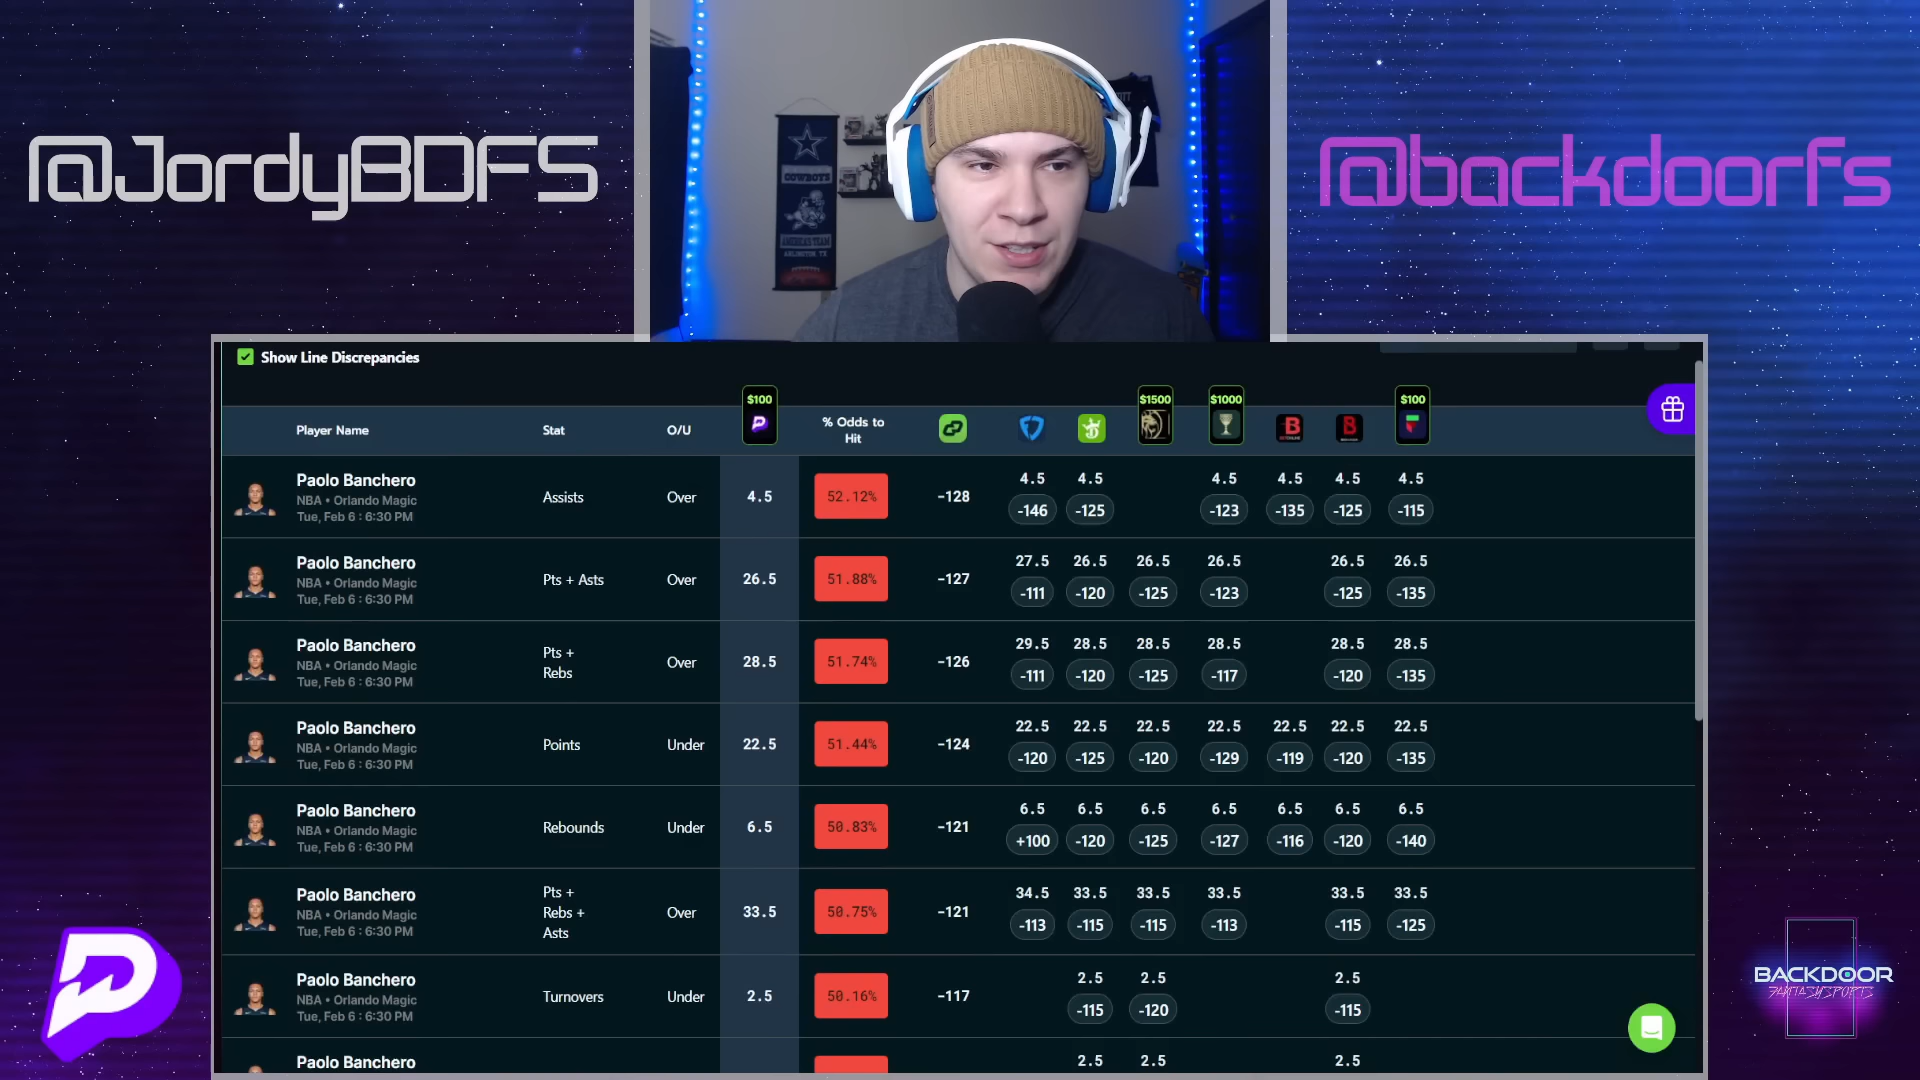 @JordyBDFS
@backdoorfs
COWBOYS
AMERICA'S TEAM
ARLINGTON, TX
Show Line Discrepancies
$100
$1500
$1000
$100
Player Name
Stat
O/U
% Odds to
Hit
Paolo Banchero
NBA • Orlando Magic
Tue, Feb 6 : 6:30 PM
Assists
Over
4.5
52.12%
-128
4.5 4.5 4.5 4.5 4.5 4.5
-146 -125 -123 -135 -125 -115
Paolo Banchero
NBA • Orlando Magic
Tue, Feb 6 : 6:30 PM
Pts + Asts
Over
26.5
51.88%
-127
27.5 26.5 26.5 26.5 26.5 26.5
-111 -120 -125 -123 -125 -135
Paolo Banchero
NBA • Orlando Magic
Tue, Feb 6 : 6:30 PM
Pts +
Rebs
Over
28.5
51.74%
-126
29.5 28.5 28.5 28.5 28.5 28.5
-111 -120 -125 -117 -120 -135
Paolo Banchero
NBA • Orlando Magic
Tue, Feb 6 : 6:30 PM
Points
Under
22.5
51.44%
-124
22.5 22.5 22.5 22.5 22.5 22.5 22.5
-120 -125 -120 -129 -119 -120 -135
Paolo Banchero
NBA • Orlando Magic
Tue, Feb 6 : 6:30 PM
Rebounds
Under
6.5
50.83%
-121
6.5 6.5 6.5 6.5 6.5 6.5 6.5
+100 -120 -125 -127 -116 -120 -140
Paolo Banchero
NBA • Orlando Magic
Tue, Feb 6 : 6:30 PM
Pts +
Rebs +
Asts
Over
33.5
50.75%
-121
34.5 33.5 33.5 33.5 33.5 33.5
-113 -115 -115 -113 -115 -125
Paolo Banchero
NBA • Orlando Magic
Tue, Feb 6 : 6:30 PM
Turnovers
Under
2.5
50.16%
-117
2.5 2.5 2.5
-115 -120 -115
Paolo Banchero
2.5 2.5 2.5
BACKDOOR
FANTASY SPORTS